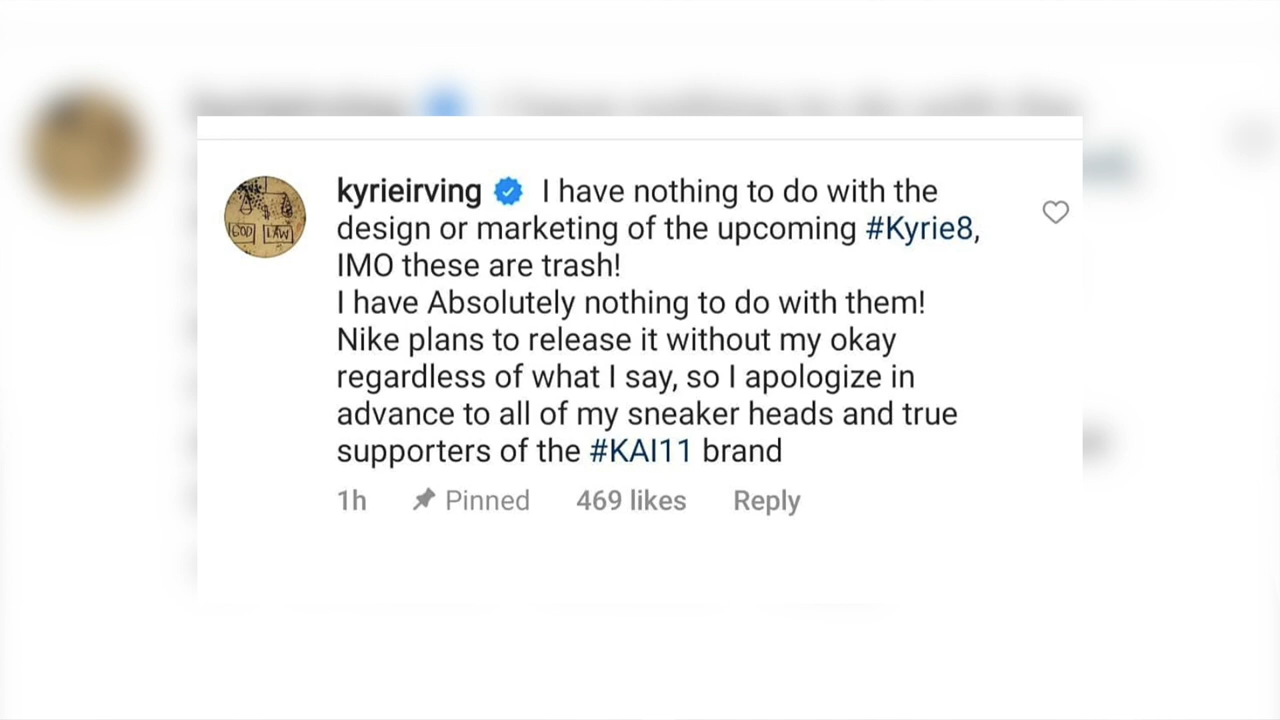 kyrieirving I have nothing to do with the
design or marketing of the upcoming #Kyrie8,
IMO these are trash!
I have Absolutely nothing to do with them!
Nike plans to release it without my okay
regardless of what I say, so I apologize in
advance to all of my sneaker heads and true
supporters of the #KAI11 brand
1h Pinned 469 likes Reply
GOD LAW